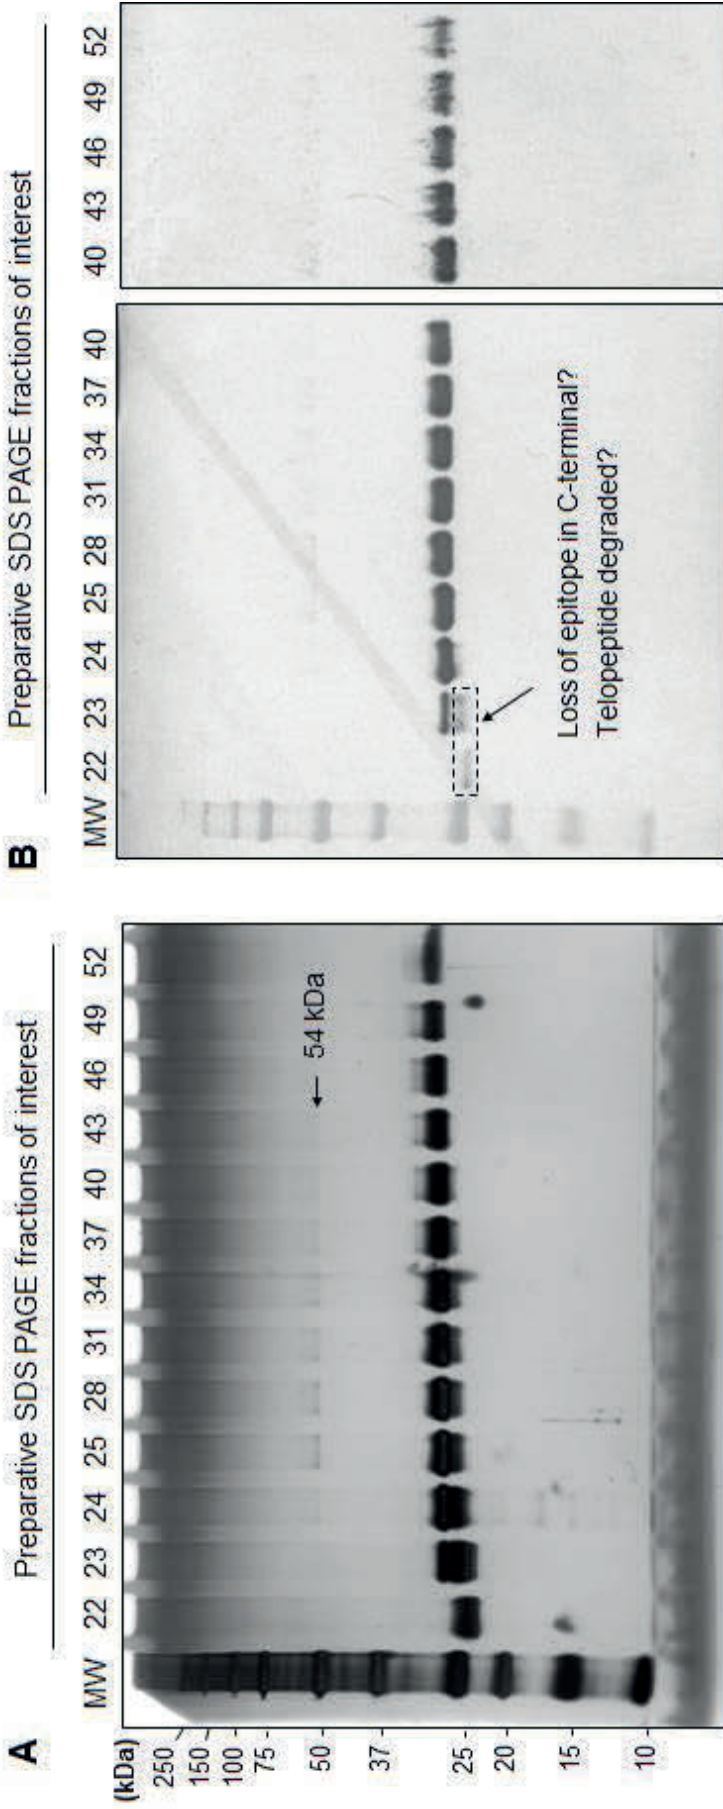 A
Preparative SDS PAGE fractions of interest
MW 22 23 24 25 28 31 34 37 40 43 46 49 52
(kDa)
250
150
100
75
50
37
25
20
15
10
54 kDa
B
Preparative SDS PAGE fractions of interest
MW 22 23 24 25 28 31 34 37 40
40 43 46 49 52
Loss of epitope in C-terminal?
Telopeptide degraded?